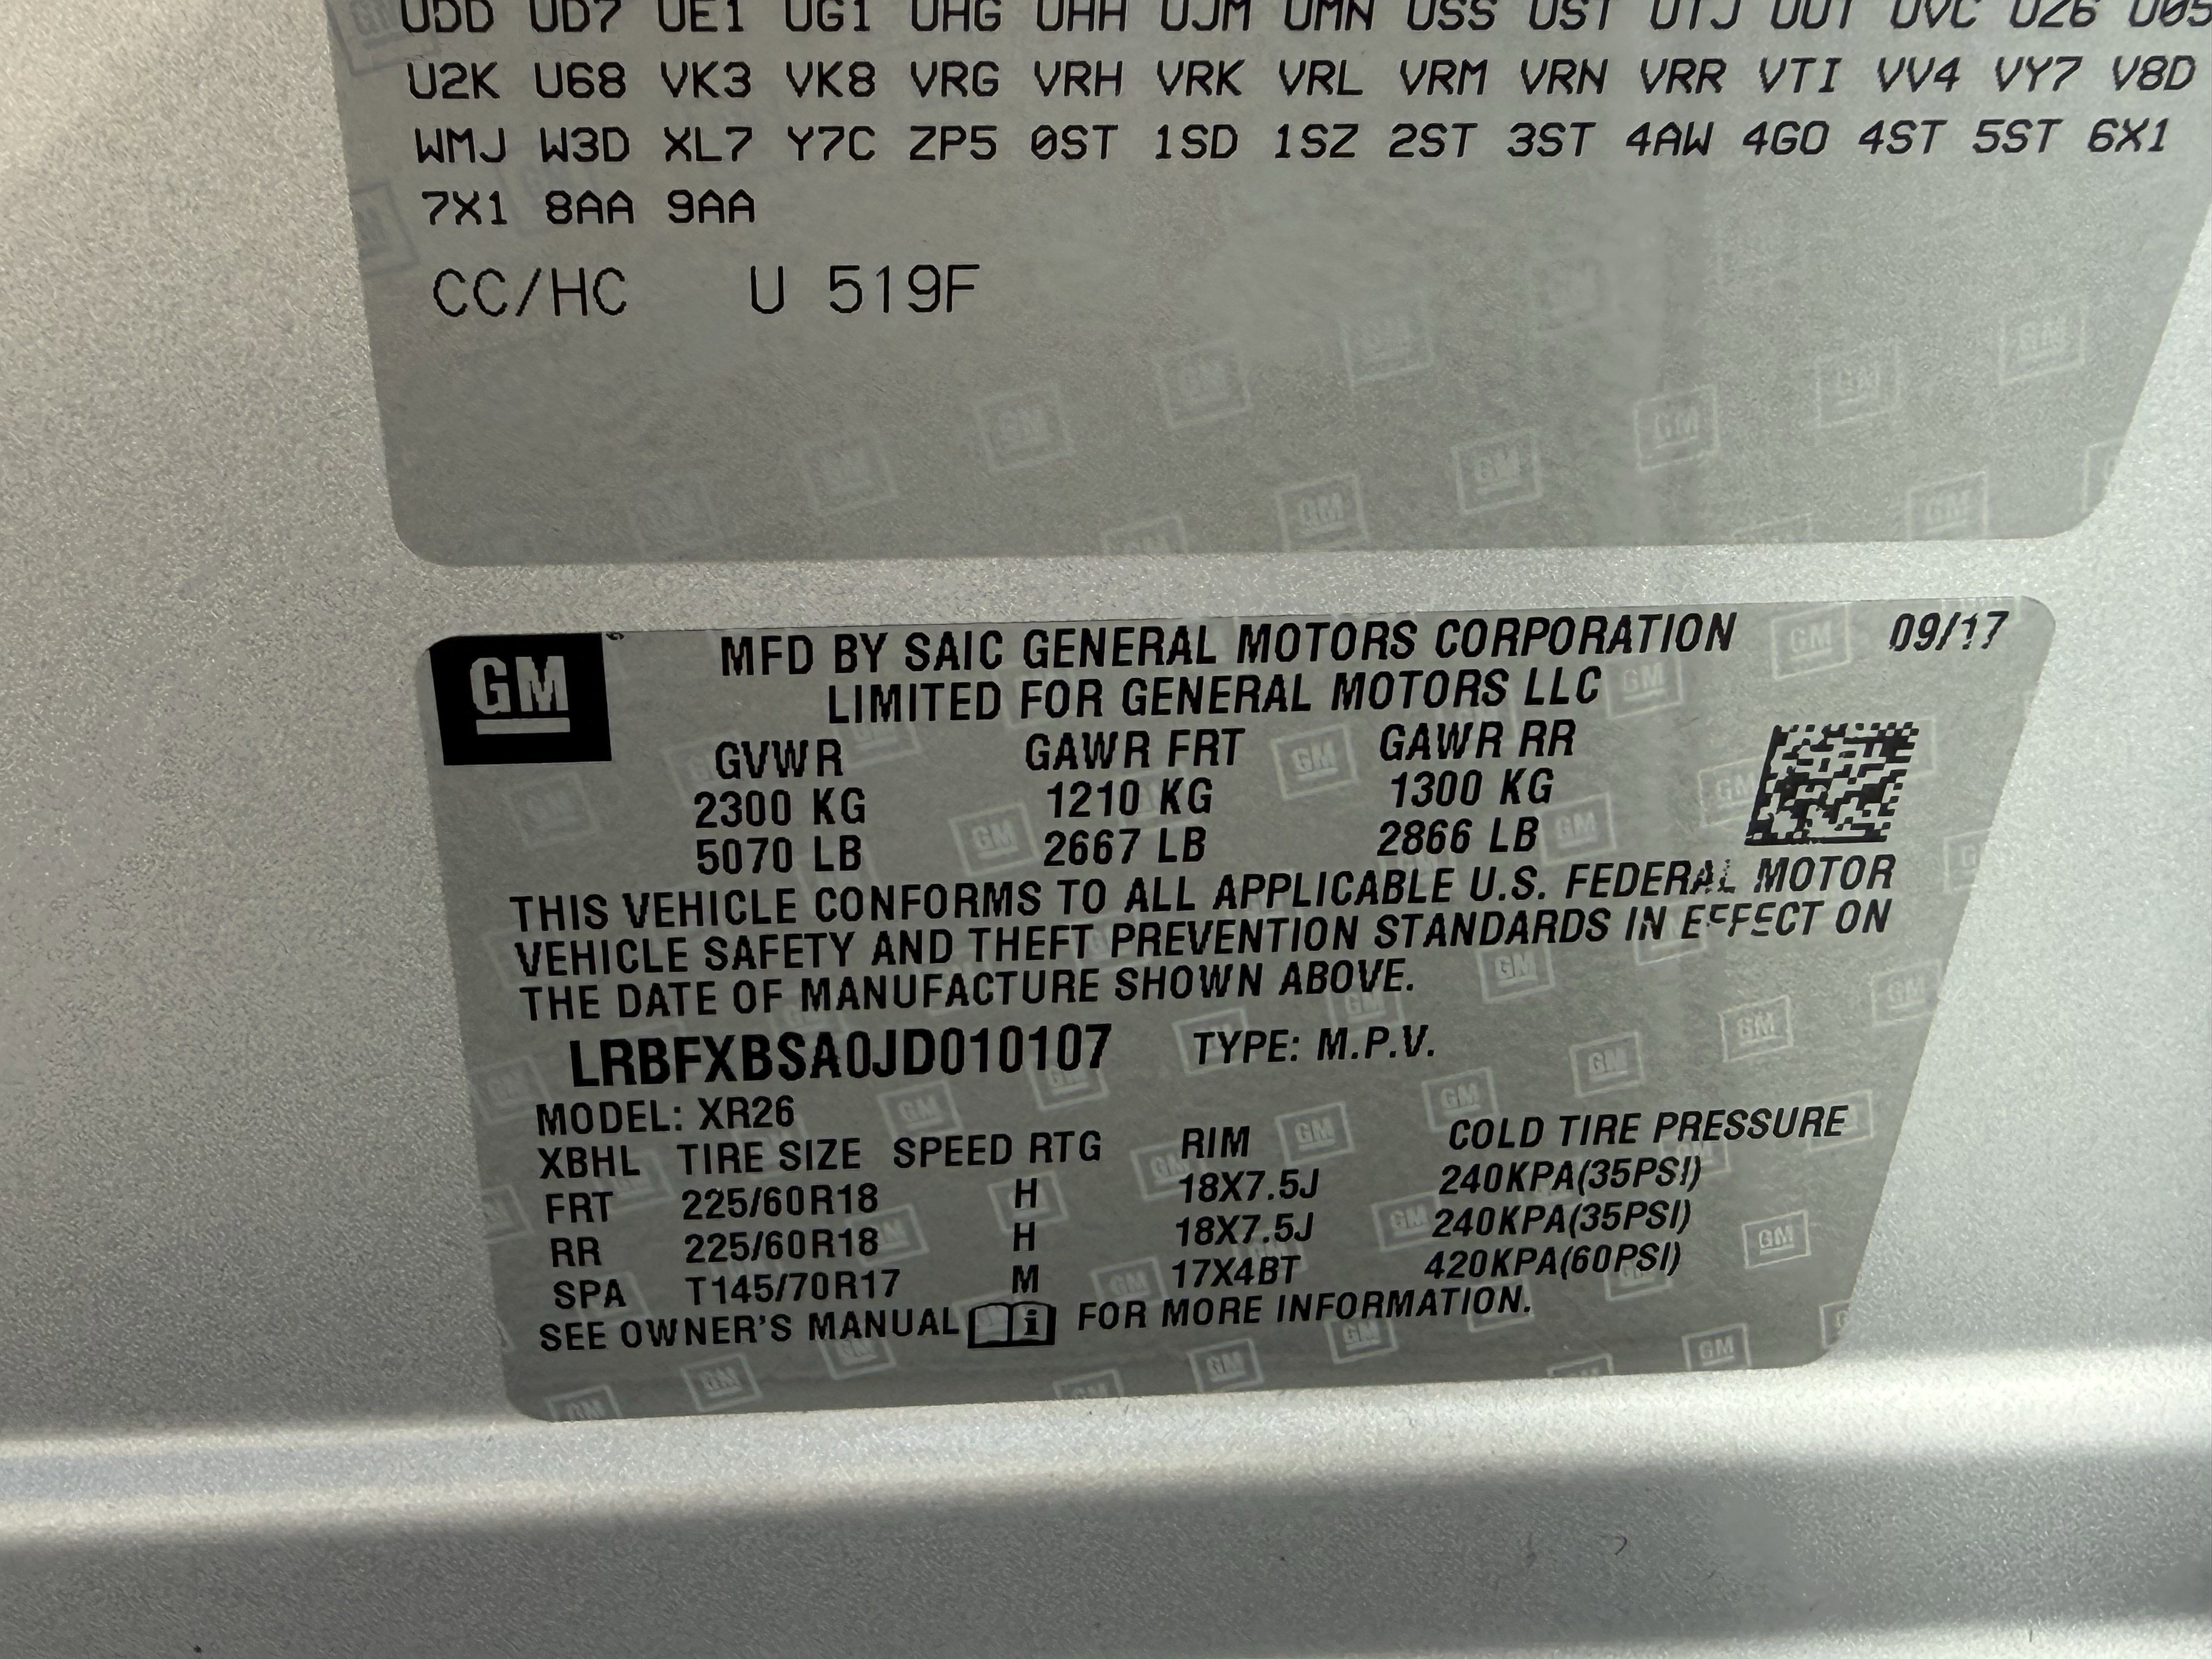 UDD UD7 UE1 UG1 UHG UHH UJM UMN USS UST UTJ UUT UVC UZ6 U05
U2K U68 VK3 VK8 VRG VRH VRK VRL VRM VRN VRR VTI VV4 VY7 V8D
WMJ W3D XL7 Y7C ZP5 0ST 1SD 1SZ 2ST 3ST 4AW 4GO 4ST 5ST 6X1
7X1 8AA 9AA
CC/HC U 519F
GM
MFD BY SAIC GENERAL MOTORS CORPORATION 09/17
LIMITED FOR GENERAL MOTORS LLC
GVWR GAWR FRT GAWR RR
2300 KG 1210 KG 1300 KG
5070 LB 2667 LB 2866 LB
THIS VEHICLE CONFORMS TO ALL APPLICABLE U.S. FEDERAL MOTOR
VEHICLE SAFETY AND THEFT PREVENTION STANDARDS IN EFFECT ON
THE DATE OF MANUFACTURE SHOWN ABOVE.
LRBFXBSA0JD010107 TYPE: M.P.V.
MODEL: XR26
XBHL TIRE SIZE SPEED RTG RIM COLD TIRE PRESSURE
FRT 225/60R18 H 18X7.5J 240KPA(35PSI)
RR 225/60R18 H 18X7.5J 240KPA(35PSI)
SPA T145/70R17 M 17X4BT 420KPA(60PSI)
SEE OWNER'S MANUAL i FOR MORE INFORMATION.